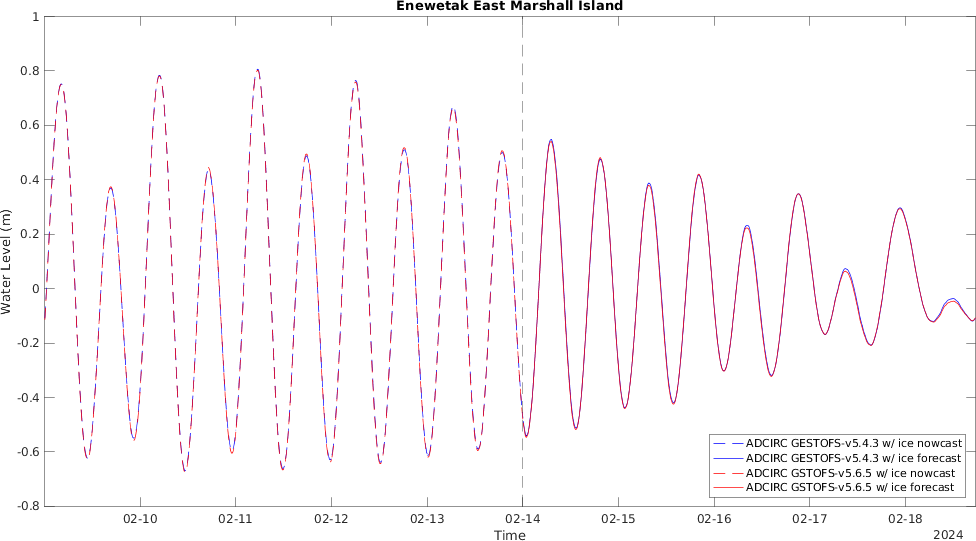 Enewetak East Marshall Island
1
0.8
0.6
0.4
0.2
0
-0.2
-0.4
-0.6
-0.8
Water Level (m)
ADCIRC GESTOFS-v5.4.3 w/ ice nowcast
ADCIRC GESTOFS-v5.4.3 w/ ice forecast
ADCIRC GSTOFS-v5.6.5 w/ ice nowcast
ADCIRC GSTOFS-v5.6.5 w/ ice forecast
02-10 02-11 02-12 02-13 02-14 02-15 02-16 02-17 02-18
Time
2024